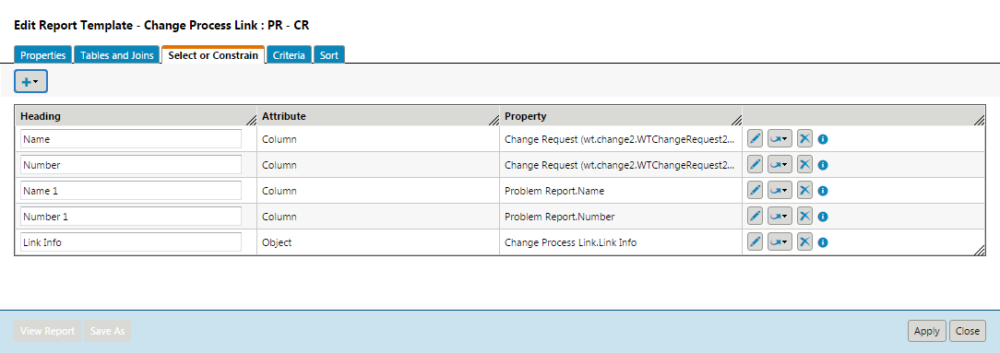 Edit Report Template - Change Process Link : PR - CR
Properties Tables and Joins Select or Constrain Criteria Sort
Heading Attribute Property
Name Column Change Request (wt.change2.WTChangeRequest2...
Number Column Change Request (wt.change2.WTChangeRequest2...
Name 1 Column Problem Report.Name
Number 1 Column Problem Report.Number
Link Info Object Change Process Link.Link Info
View Report Save As Apply Close